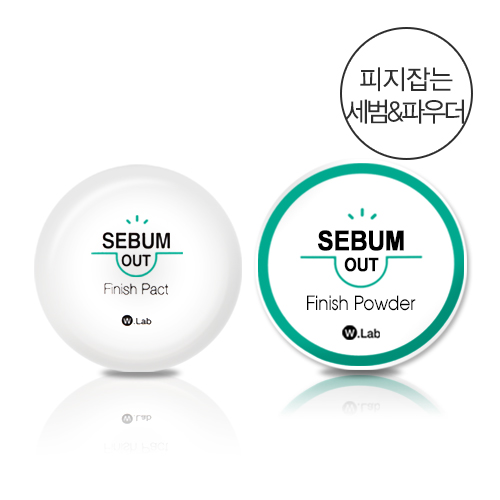 피지잡는
세범&파우더
SEBUM
OUT
Finish Pact
W.Lab
SEBUM
OUT
Finish Powder
W.Lab